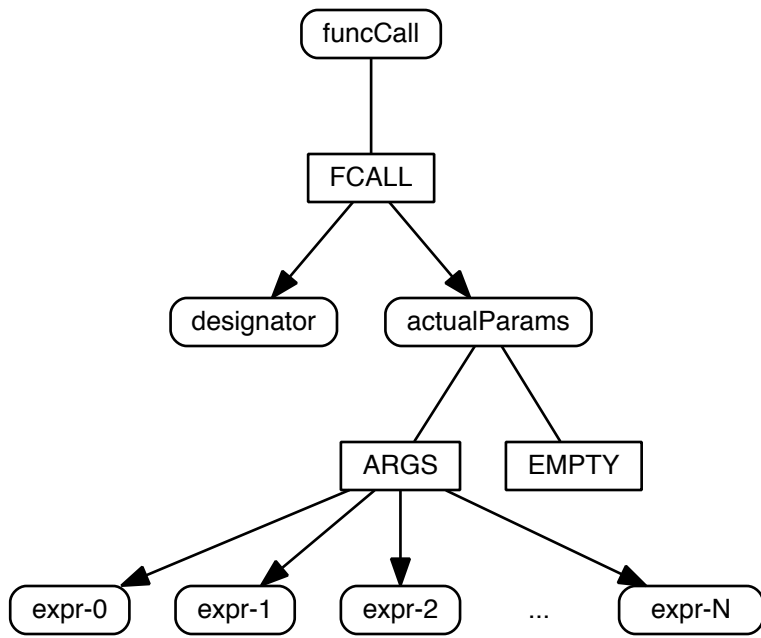 funcCall
FCALL
designator
actualParams
ARGS
EMPTY
expr-0
expr-1
expr-2
...
expr-N